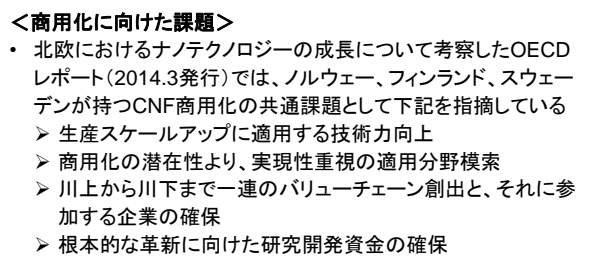 ＜商用化に向けた課題＞
• 北欧におけるナノテクノロジーの成長について考察したOECD
レポート（2014.3発行）では、ノルウェー、フィンランド、スウェー
デンが持つCNF商用化の共通課題として下記を指摘している
➢ 生産スケールアップに適用する技術力向上
➢ 商用化の潜在性より、実現性重視の適用分野模索
➢ 川上から川下まで一連のバリューチェーン創出と、それに参
加する企業の確保
➢ 根本的な革新に向けた研究開発資金の確保